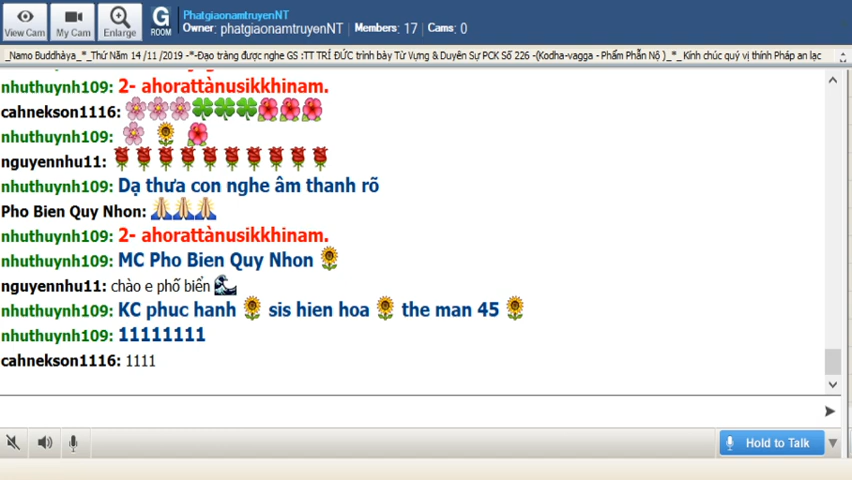 View Cam
My Cam
Enlarge
G
ROOM
PhatgiaonamtruyenNT
Owner: phatgiaonamtruyenNT Members: 17 Cams: 0
_Namo Buddhàya_*_Thứ Năm 14 /11 /2019 -*-Đạo tràng được nghe GS :TT TRÍ ĐỨC trình bày Từ Vựng & Duyên Sự PCK Số 226 -(Kodha-vagga - Phẩm Phẫn Nộ )_*_ Kính chúc quý vị thính Pháp an lạc
nhuthuynh109: 2- ahorattànusikkhinam.
cahnekson1116:
nhuthuynh109:
nguyennhu11:
nhuthuynh109: Dạ thưa con nghe âm thanh rõ
Pho Bien Quy Nhon:
nhuthuynh109: 2- ahorattànusikkhinam.
nhuthuynh109: MC Pho Bien Quy Nhon
nguyennhu11: chào e phố biển
nhuthuynh109: KC phuc hanh sis hien hoa the man 45
nhuthuynh109: 11111111
cahnekson1116: 1111
Hold to Talk